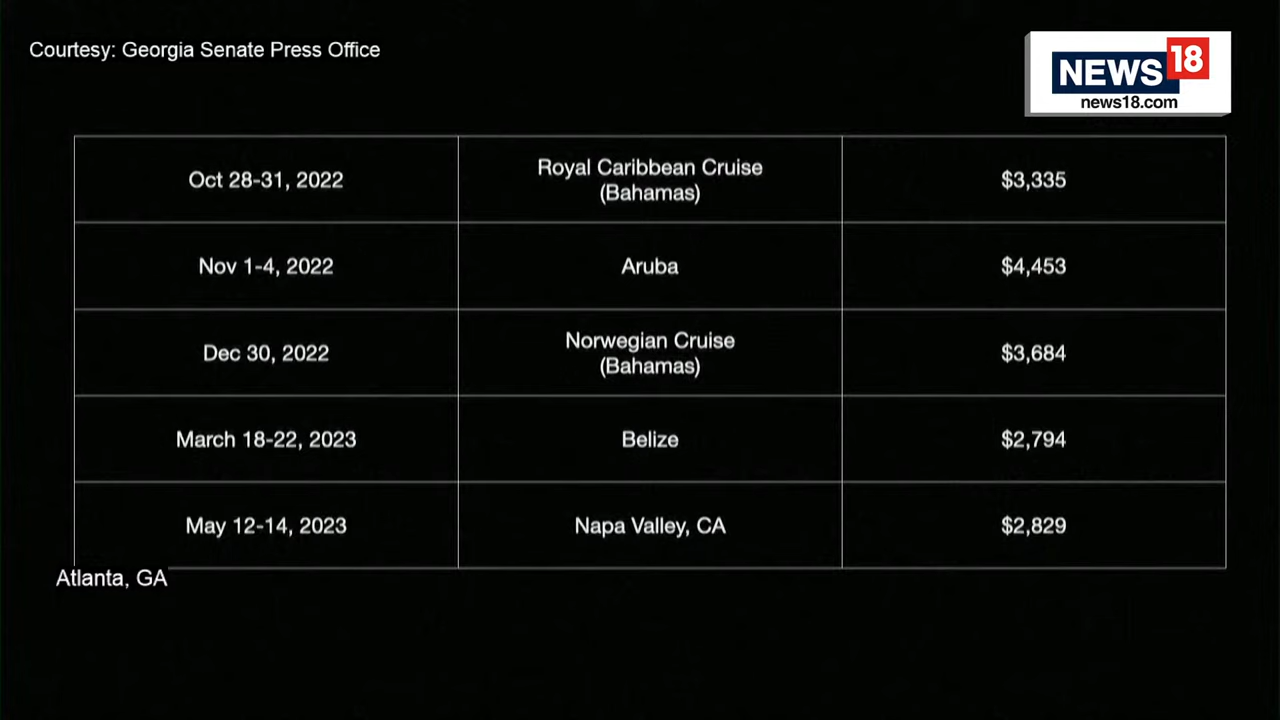 Courtesy: Georgia Senate Press Office
NEWS 18
news18.com
Oct 28-31, 2022
Royal Caribbean Cruise
(Bahamas)
$3,335
Nov 1-4, 2022
Aruba
$4,453
Dec 30, 2022
Norwegian Cruise
(Bahamas)
$3,684
March 18-22, 2023
Belize
$2,794
May 12-14, 2023
Napa Valley, CA
$2,829
Atlanta, GA